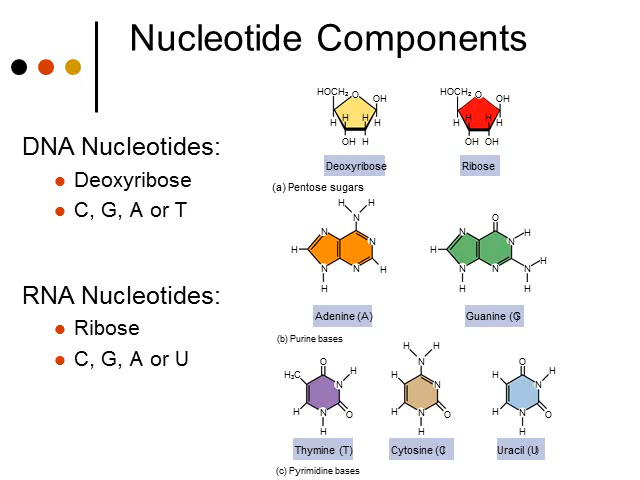 Nucleotide Components
DNA Nucleotides:
Deoxyribose
C, G, A or T
RNA Nucleotides:
Ribose
C, G, A or U
HOCH₂ O OH
H H H H
OH H
Deoxyribose
HOCH₂ O OH
H H H H
OH OH
Ribose
(a) Pentose sugars
H H
N
N N
H
N N H
H
Adenine (A)
O
N N H
H
N N N H
H H
Guanine (G)
(b) Purine bases
O
H₃C N H
H N O
H
Thymine (T)
H H
N
H N
H N O
H
Cytosine (C)
O
H N H
H N O
H
Uracil (U)
(c) Pyrimidine bases